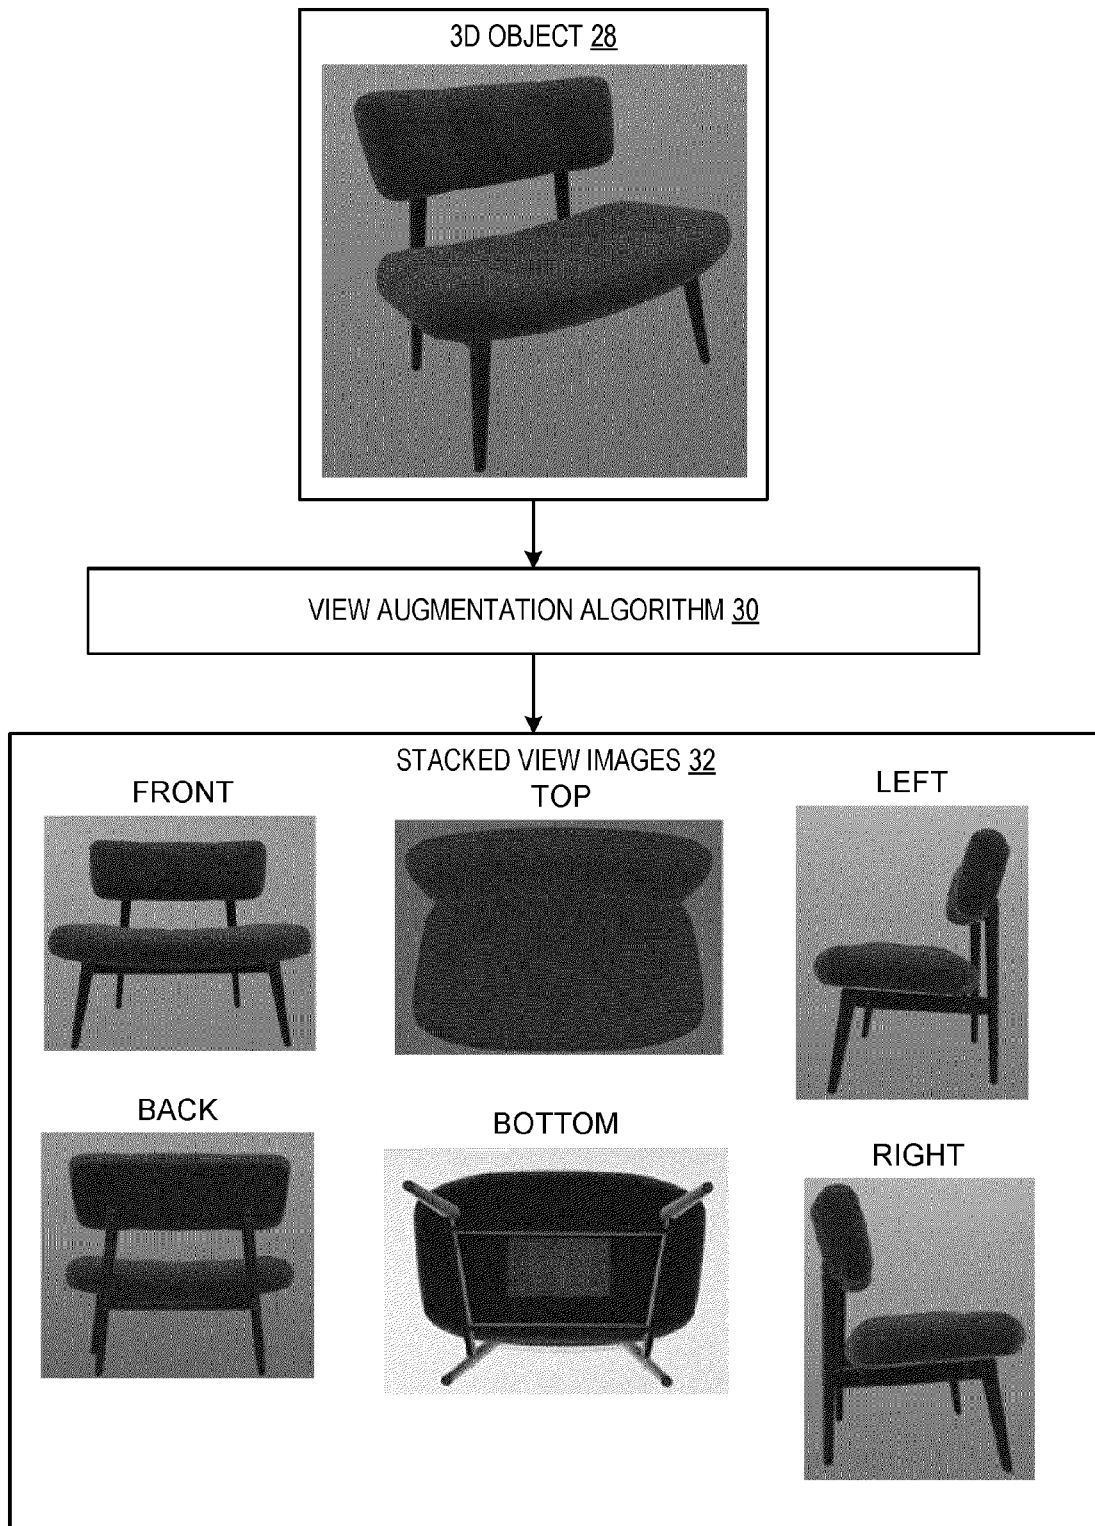 3D OBJECT 28
VIEW AUGMENTATION ALGORITHM 30
STACKED VIEW IMAGES 32
FRONT
TOP
LEFT
BACK
BOTTOM
RIGHT